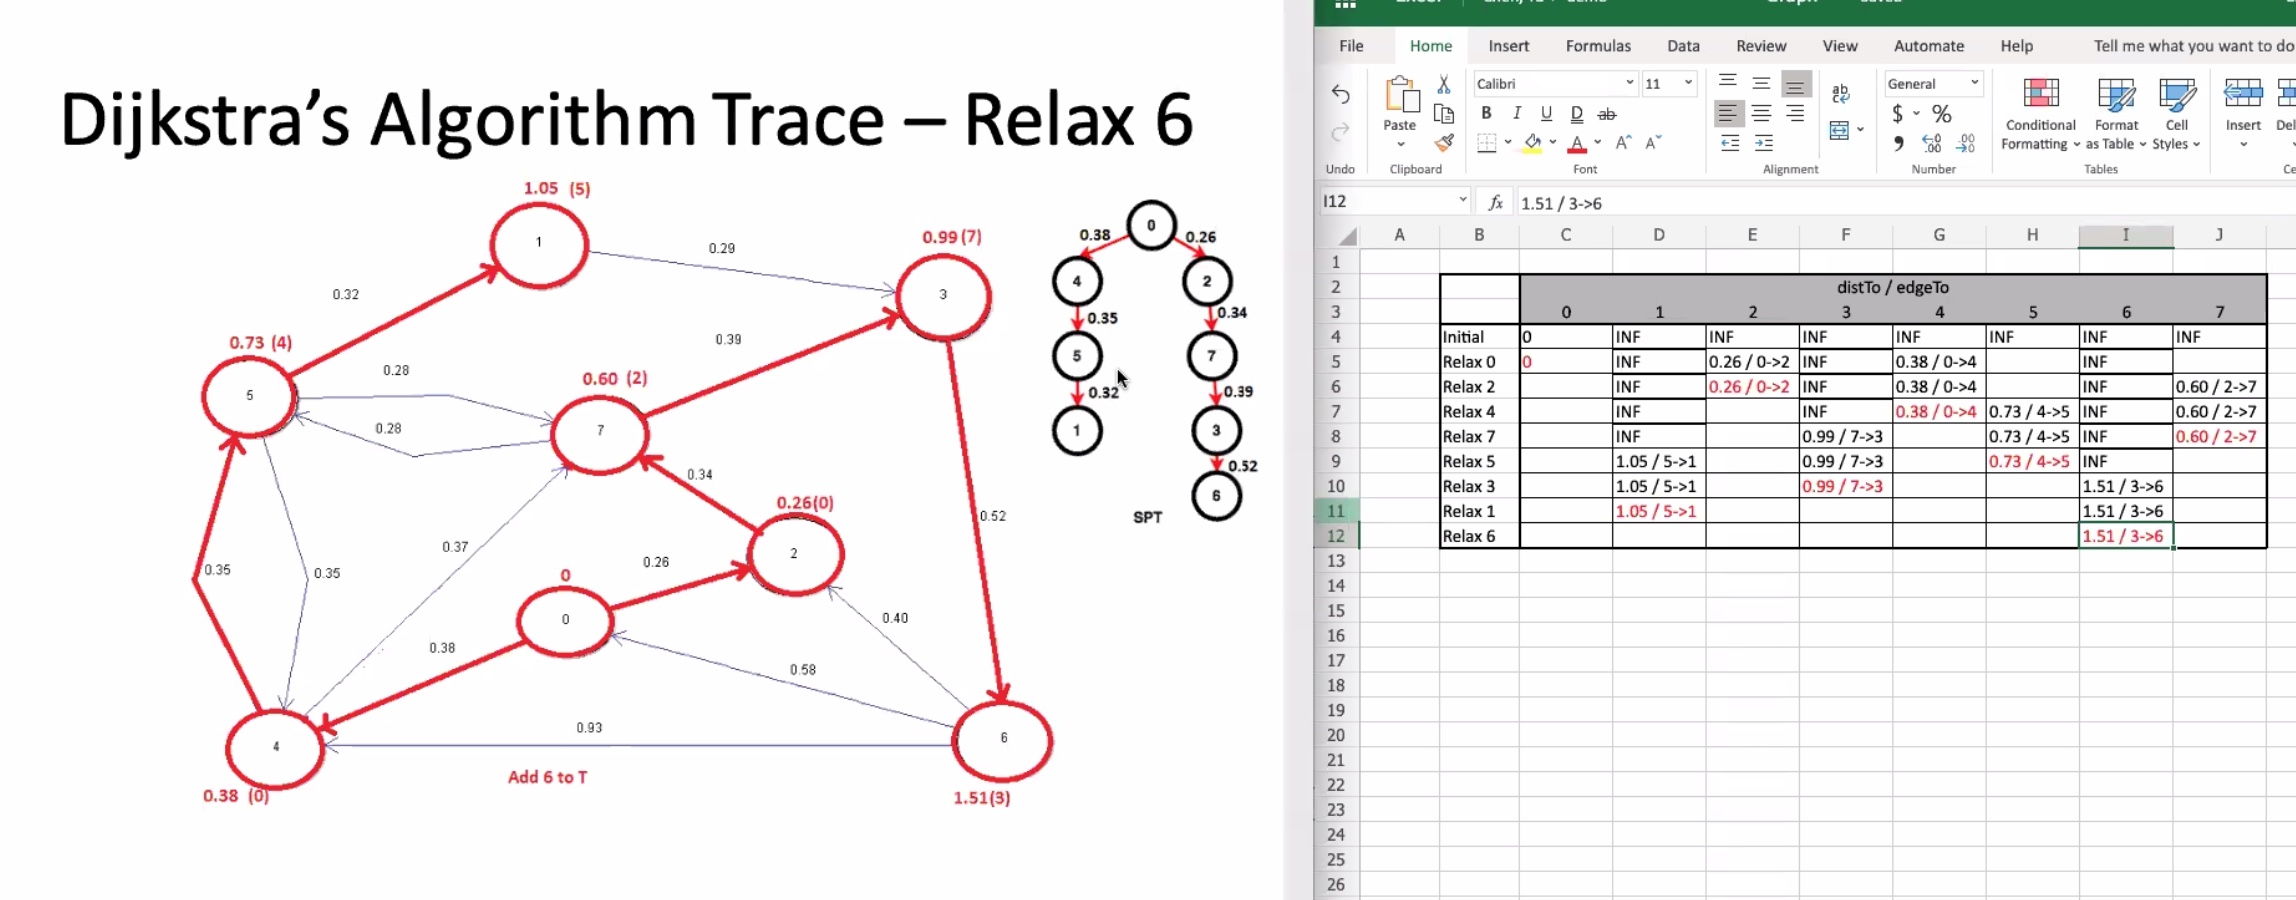 Dijkstra's Algorithm Trace – Relax 6
1.05 (5)
1
0.29
0.99 (7)
3
0.32
0.73 (4)
5
0.28
0.28
0.39
0.60 (2)
7
0.34
0.26(0)
2
0.52
0.37
0.35
0.35
0.26
0
0
0.40
0.38
0.58
0.93
4
6
Add 6 to T
0.38 (0)
1.51(3)
0
0.38
0.26
4
2
0.35
0.34
5
7
0.32
0.39
1
3
0.52
6
SPT
File Home Insert Formulas Data Review View Automate Help Tell me what you want to do
Calibri 11 General
B I U D ab
$ %
Paste
Conditional Formatting
Format as Table
Cell Styles
Insert
Undo Clipboard Font Alignment Number Tables
I12 fx 1.51 / 3->6
A B C D E F G H I J
1
2 distTo / edgeTo
3 0 1 2 3 4 5 6 7
4 Initial 0 INF INF INF INF INF INF INF
5 Relax 0 0 INF 0.26 / 0->2 INF 0.38 / 0->4 INF
6 Relax 2 INF 0.26 / 0->2 INF 0.38 / 0->4 INF 0.60 / 2->7
7 Relax 4 INF INF 0.38 / 0->4 0.73 / 4->5 INF 0.60 / 2->7
8 Relax 7 INF 0.99 / 7->3 0.73 / 4->5 INF 0.60 / 2->7
9 Relax 5 1.05 / 5->1 0.99 / 7->3 0.73 / 4->5 INF
10 Relax 3 1.05 / 5->1 0.99 / 7->3 1.51 / 3->6
11 Relax 1 1.05 / 5->1 1.51 / 3->6
12 Relax 6 1.51 / 3->6
13
14
15
16
17
18
19
20
21
22
23
24
25
26